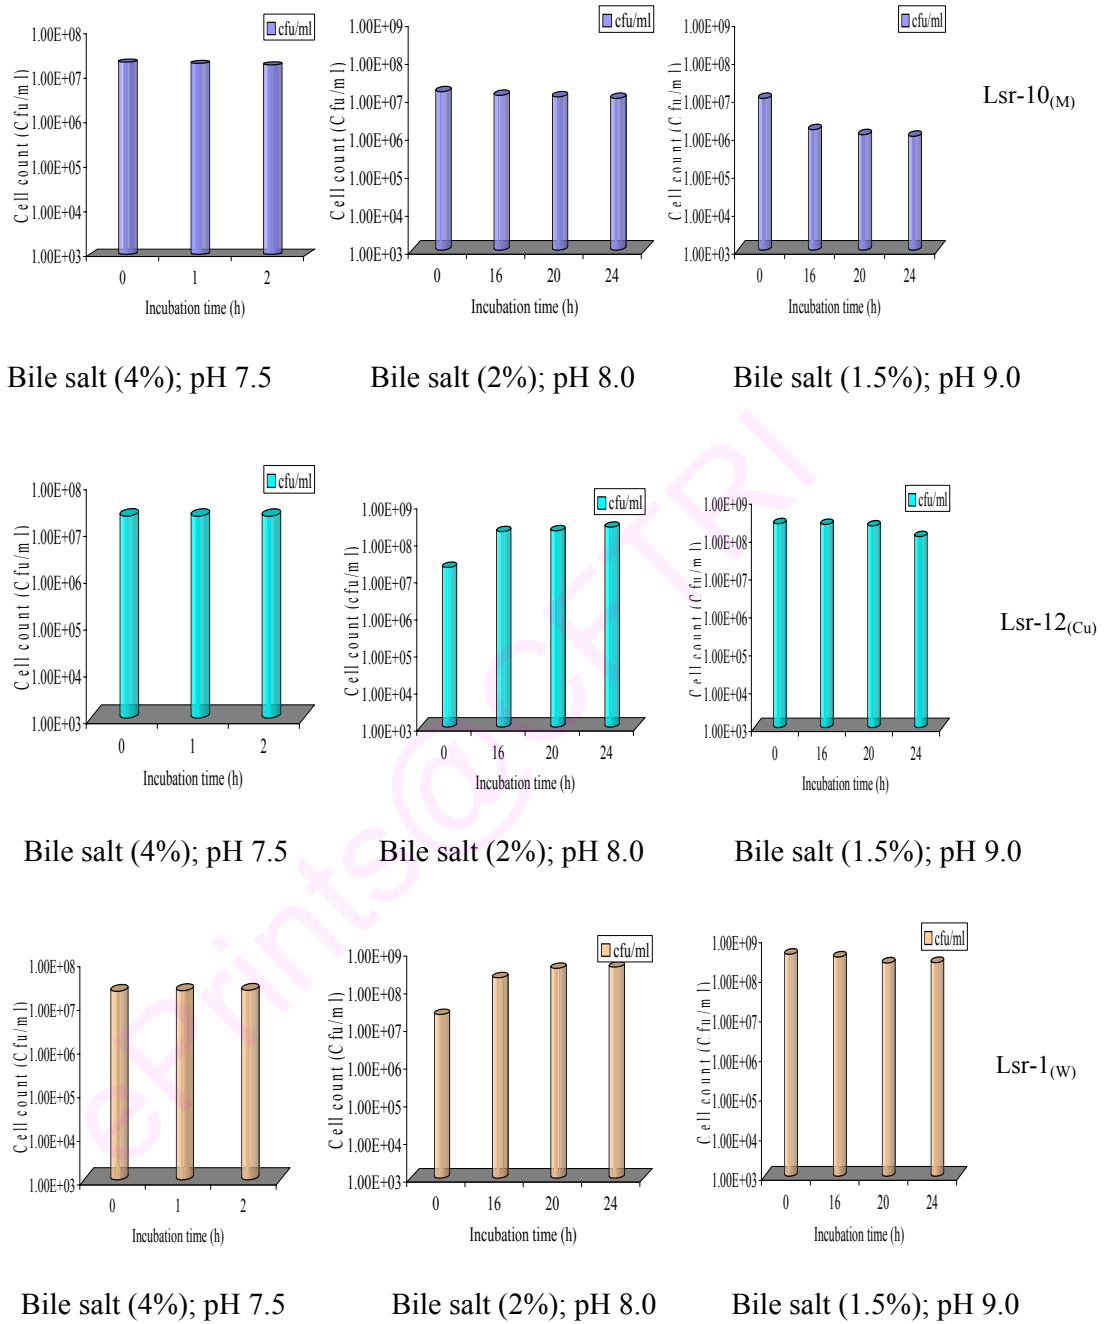 cfu/ml
Cell count (Cfu/ml)
1.00E+08
1.00E+07
1.00E+06
1.00E+05
1.00E+04
1.00E+03
0 1 2
Incubation time (h)
cfu/ml
Cell count (Cfu/ml)
1.00E+09
1.00E+08
1.00E+07
1.00E+06
1.00E+05
1.00E+04
1.00E+03
0 16 20 24
Incubation time (h)
cfu/ml
Cell count (Cfu/ml)
1.00E+09
1.00E+08
1.00E+07
1.00E+06
1.00E+05
1.00E+04
1.00E+03
0 16 20 24
Incubation time (h)
Lsr-10(M)
Bile salt (4%); pH 7.5
Bile salt (2%); pH 8.0
Bile salt (1.5%); pH 9.0
cfu/ml
Cell count (Cfu/ml)
1.00E+08
1.00E+07
1.00E+06
1.00E+05
1.00E+04
1.00E+03
0 1 2
Incubation time (h)
cfu/ml
Cell count (cfu/ml)
1.00E+09
1.00E+08
1.00E+07
1.00E+06
1.00E+05
1.00E+04
1.00E+03
0 16 20 24
Incubation time (h)
cfu/ml
Cell count (Cfu/ml)
1.00E+09
1.00E+08
1.00E+07
1.00E+06
1.00E+05
1.00E+04
1.00E+03
0 16 20 24
Incubation time (h)
Lsr-12(Cu)
Bile salt (4%); pH 7.5
Bile salt (2%); pH 8.0
Bile salt (1.5%); pH 9.0
cfu/ml
Cell count (Cfu/ml)
1.00E+08
1.00E+07
1.00E+06
1.00E+05
1.00E+04
1.00E+03
0 1 2
Incubation time (h)
cfu/ml
Cell count (Cfu/ml)
1.00E+09
1.00E+08
1.00E+07
1.00E+06
1.00E+05
1.00E+04
1.00E+03
0 16 20 24
Incubation time (h)
cfu/ml
Cell count (Cfu/ml)
1.00E+09
1.00E+08
1.00E+07
1.00E+06
1.00E+05
1.00E+04
1.00E+03
0 16 20 24
Incubation time (h)
Lsr-1(W)
Bile salt (4%); pH 7.5
Bile salt (2%); pH 8.0
Bile salt (1.5%); pH 9.0
ePrints@CFTRI